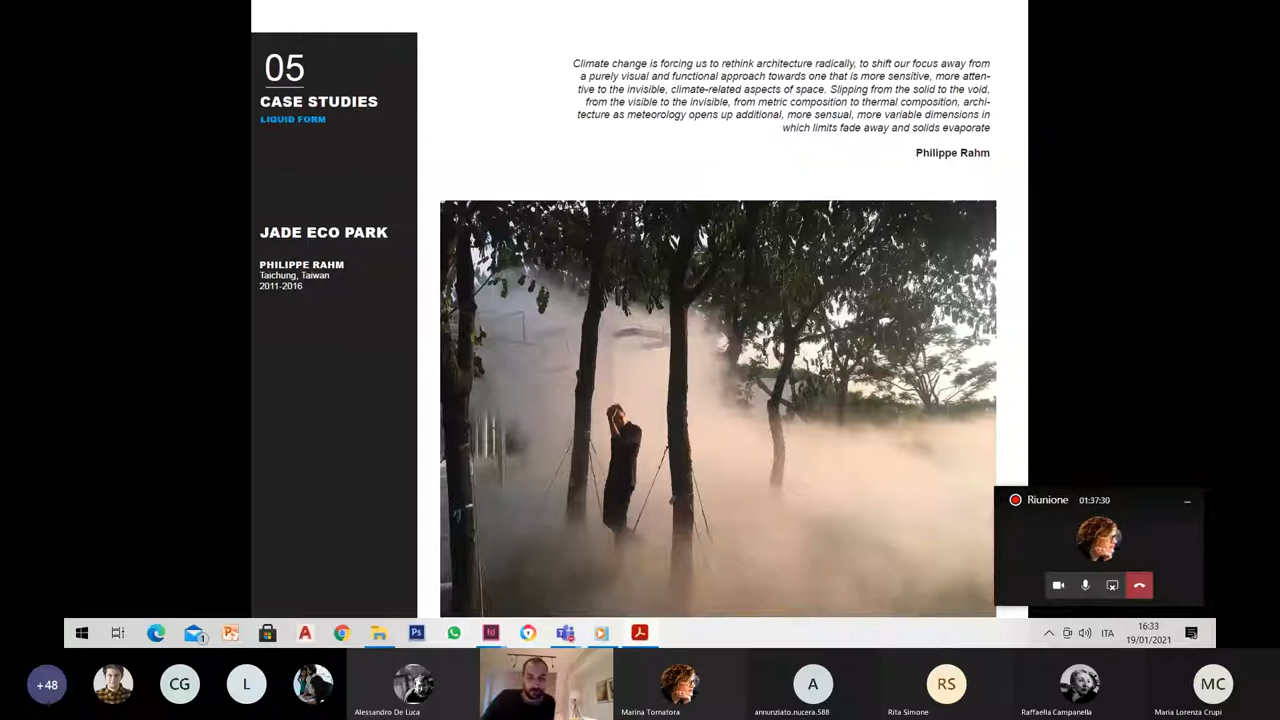 05
CASE STUDIES
LIQUID FORM
JADE ECO PARK
PHILIPPE RAHM
Taichung, Taiwan
2011-2016
Climate change is forcing us to rethink architecture radically, to shift our focus away from
a purely visual and functional approach towards one that is more sensitive, more atten-
tive to the invisible, climate-related aspects of space. Slipping from the solid to the void,
from the visible to the invisible, from metric composition to thermal composition, archi-
tecture as meteorology opens up additional, more sensual, more variable dimensions in
which limits fade away and solids evaporate
Philippe Rahm
Riunione 01:37:30
1
ITA
16:33
19/01/2021
+48
CG
L
Alessandro De Luca
Marina Tornatora
A
annunziato.nucera.588
RS
Rita Simone
Raffaella Campanella
MC
Maria Lorenza Crupi